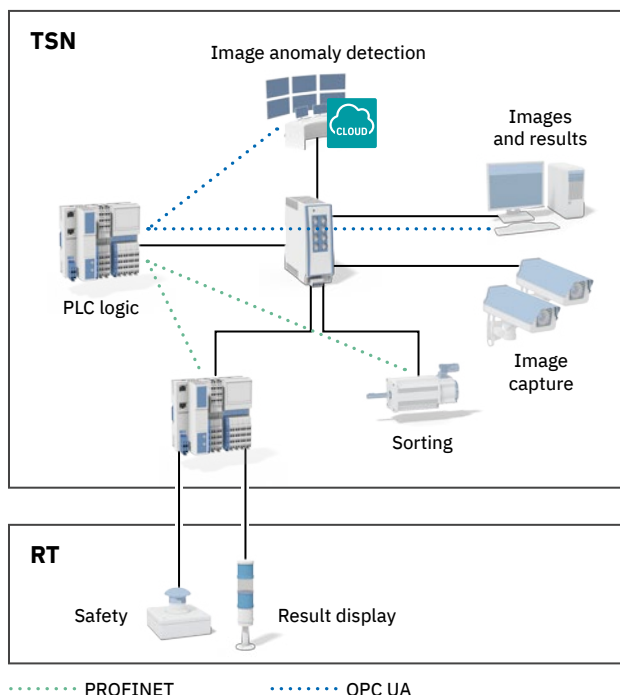 TSN
Image anomaly detection
CLOUD
Images
and results
PLC logic
Image
capture
Sorting
RT
Safety
Result display
PROFINET
OPC UA